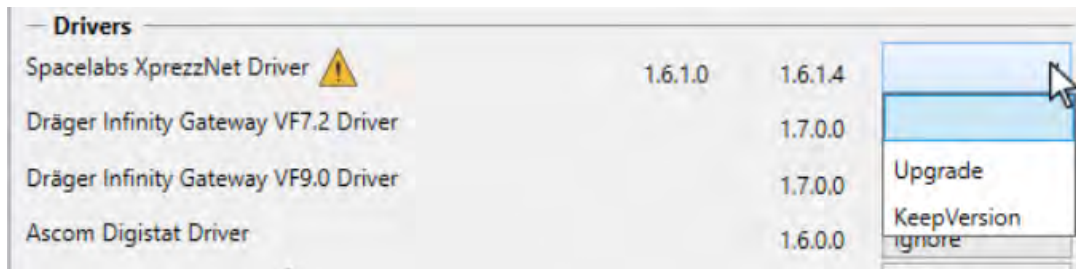 Drivers
Spacelabs XprezzNet Driver 1.6.1.0 1.6.1.4
Dräger Infinity Gateway VF7.2 Driver 1.7.0.0
Dräger Infinity Gateway VF9.0 Driver 1.7.0.0 Upgrade
KeepVersion
Ascom Digistat Driver 1.6.0.0 Ignore